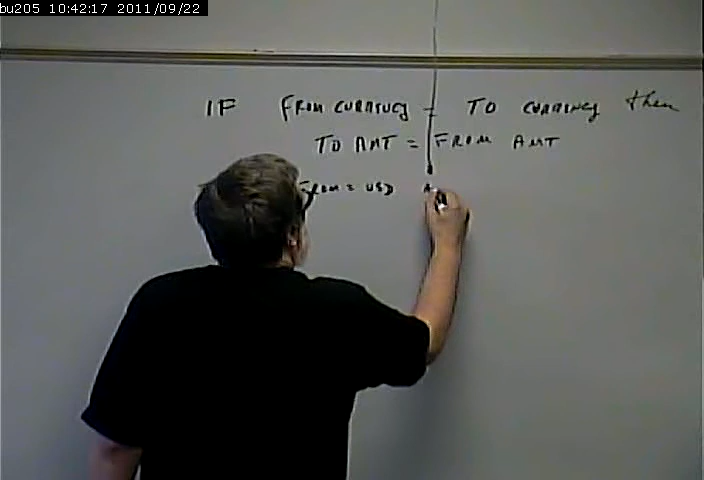 bu205 10:42:17 2011/09/22
IF FROM CURRENCY = TO CURRENCY then
TO AMT = FROM AMT
FROM = USD A